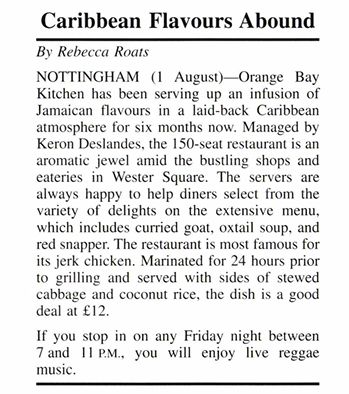 Caribbean Flavours Abound
By Rebecca Roats
NOTTINGHAM (1 August)—Orange Bay
Kitchen has been serving up an infusion of
Jamaican flavours in a laid-back Caribbean
atmosphere for six months now. Managed by
Keron Deslandes, the 150-seat restaurant is an
aromatic jewel amid the bustling shops and
eateries in Wester Square. The servers are
always happy to help diners select from the
variety of delights on the extensive menu,
which includes curried goat, oxtail soup, and
red snapper. The restaurant is most famous for
its jerk chicken. Marinated for 24 hours prior
to grilling and served with sides of stewed
cabbage and coconut rice, the dish is a good
deal at £12.
If you stop in on any Friday night between
7 and 11 P.M., you will enjoy live reggae
music.